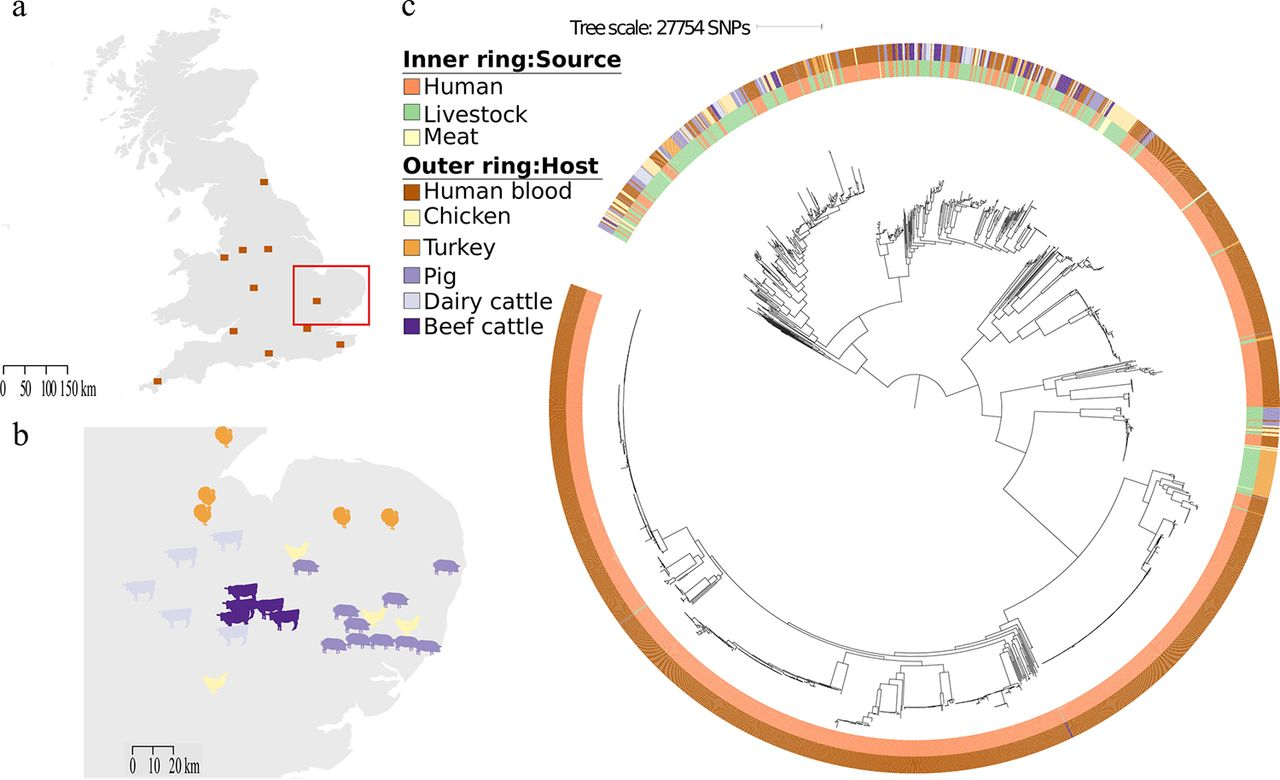 a
0 50 100 150 km
b
0 10 20 km
c
Tree scale: 27754 SNPs
Inner ring:Source
Human
Livestock
Meat
Outer ring:Host
Human blood
Chicken
Turkey
Pig
Dairy cattle
Beef cattle